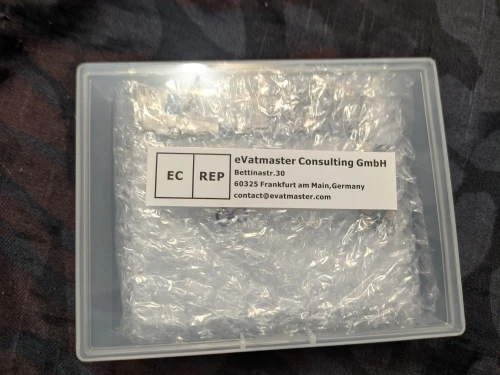 EC REP
eVatmaster Consulting GmbH
Bettinastr.30
60325 Frankfurt am Main,Germany
contact@evatmaster.com